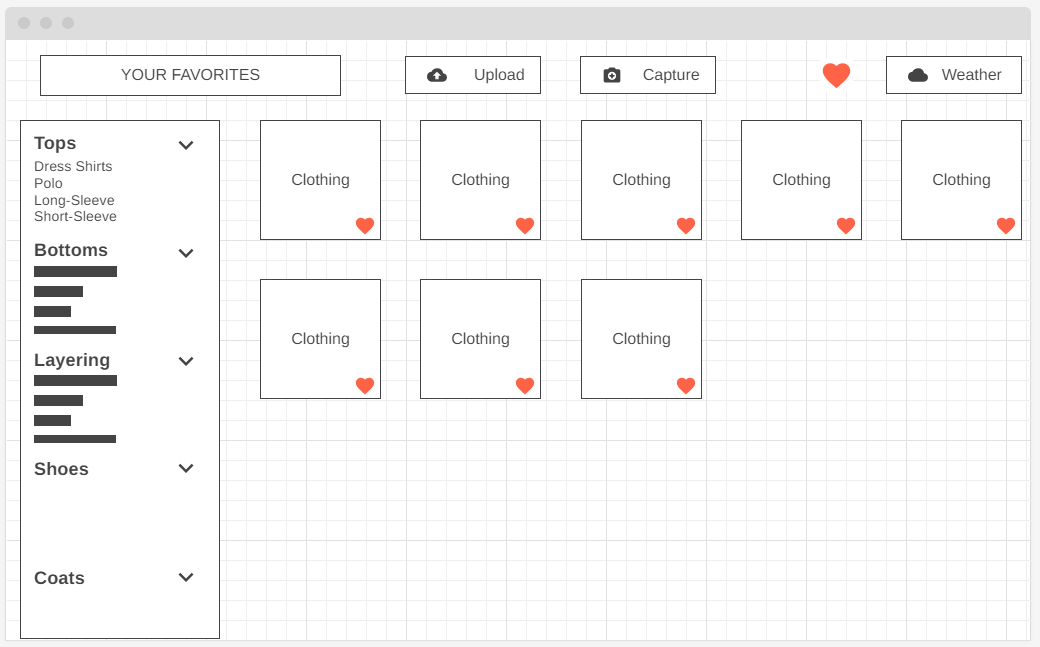 YOUR FAVORITES
Upload
Capture
Weather
Tops
Dress Shirts
Polo
Long-Sleeve
Short-Sleeve
Bottoms
Layering
Shoes
Coats
Clothing
Clothing
Clothing
Clothing
Clothing
Clothing
Clothing
Clothing